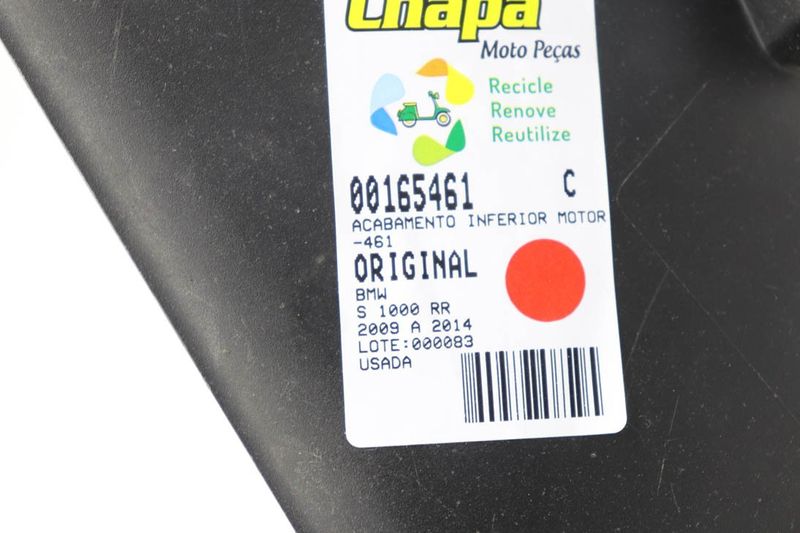 Chapa
Moto Peças
Recicle
Renove
Reutilize
00165461 C
ACABAMENTO INFERIOR MOTOR
-461
ORIGINAL
BMW
S 1000 RR
2009 A 2014
LOTE:000083
USADA